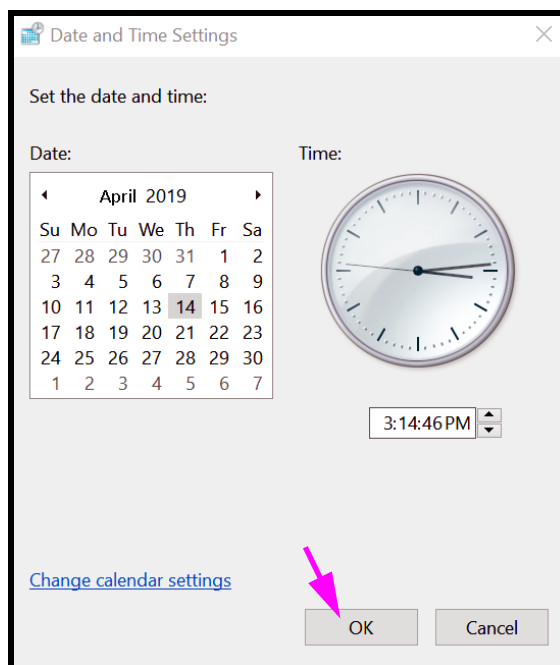 Date and Time Settings
Set the date and time:
Date:
Time:
April 2019
Su Mo Tu We Th Fr Sa
27 28 29 30 31 1 2
3 4 5 6 7 8 9
10 11 12 13 14 15 16
17 18 19 20 21 22 23
24 25 26 27 28 29 30
1 2 3 4 5 6 7
3:14:46 PM
Change calendar settings
OK
Cancel